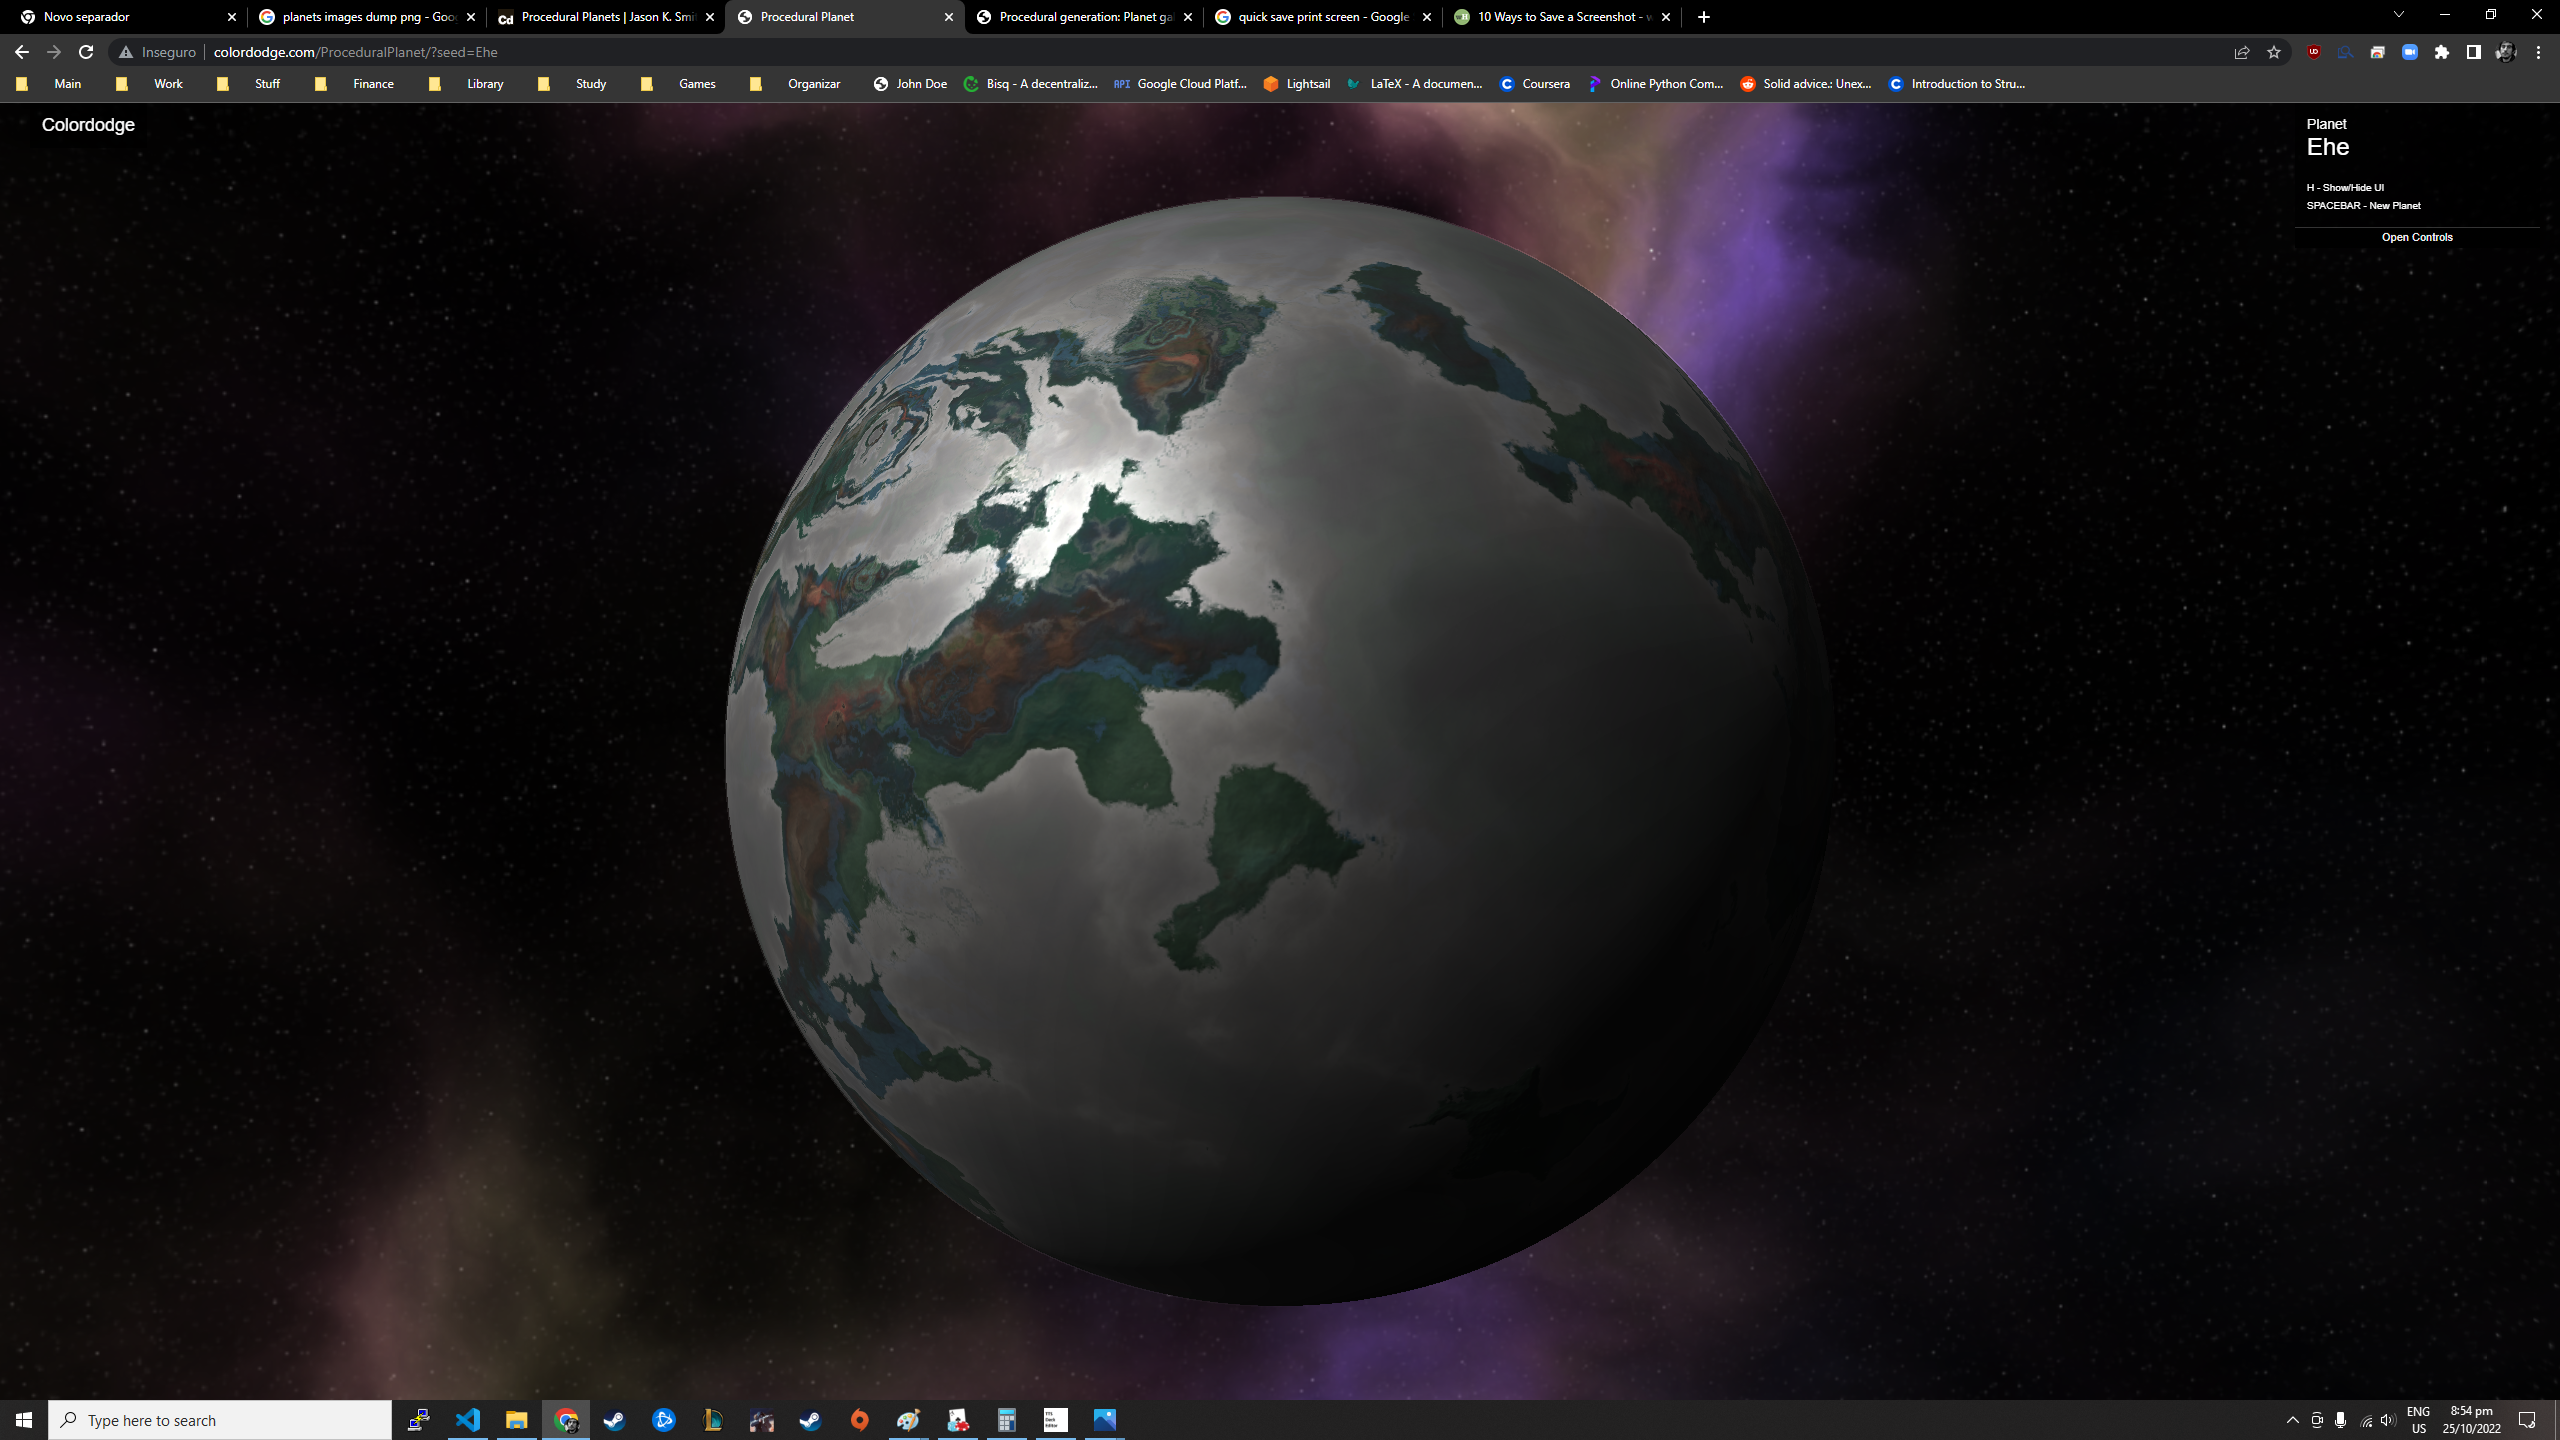 Novo separador
planets images dump png - Goo
Procedural Planets | Jason K. Smi
Procedural Planet
Procedural generation: Planet ga
quick save print screen - Google
10 Ways to Save a Screenshot - w
Inseguro
colordodge.com/ProceduralPlanet/?seed=Ehe
Main
Work
Stuff
Finance
Library
Study
Games
Organizar
John Doe
Bisq - A decentraliz...
API
Google Cloud Platf...
Lightsail
LaTeX - A documen...
Coursera
Online Python Com...
Solid advice.: Unex...
Introduction to Stru...
Colordodge
Planet
Ehe
H - Show/Hide UI
SPACEBAR - New Planet
Open Controls
Type here to search
TTS
Deck
Editor
ENG
US
8:54 pm
25/10/2022